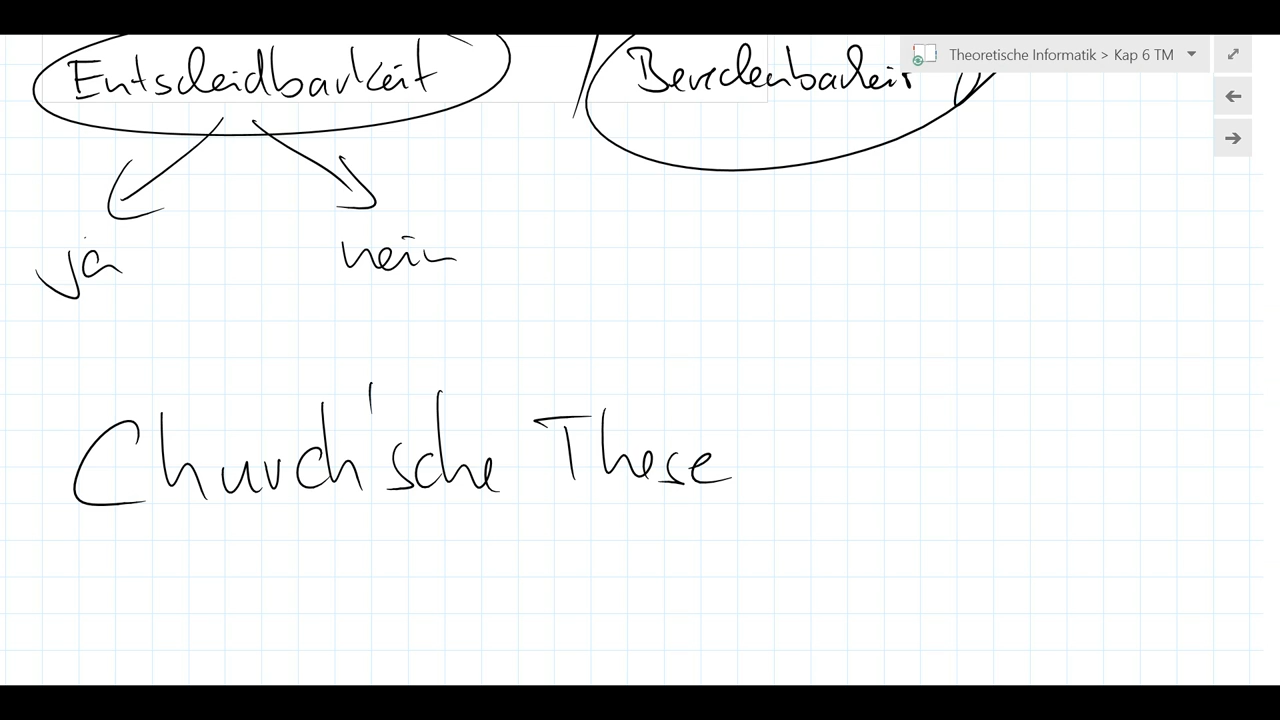 Entscheidbarkeit / Berechenbarkeit
Theoretische Informatik > Kap 6 TM
ja nein
Church'sche These